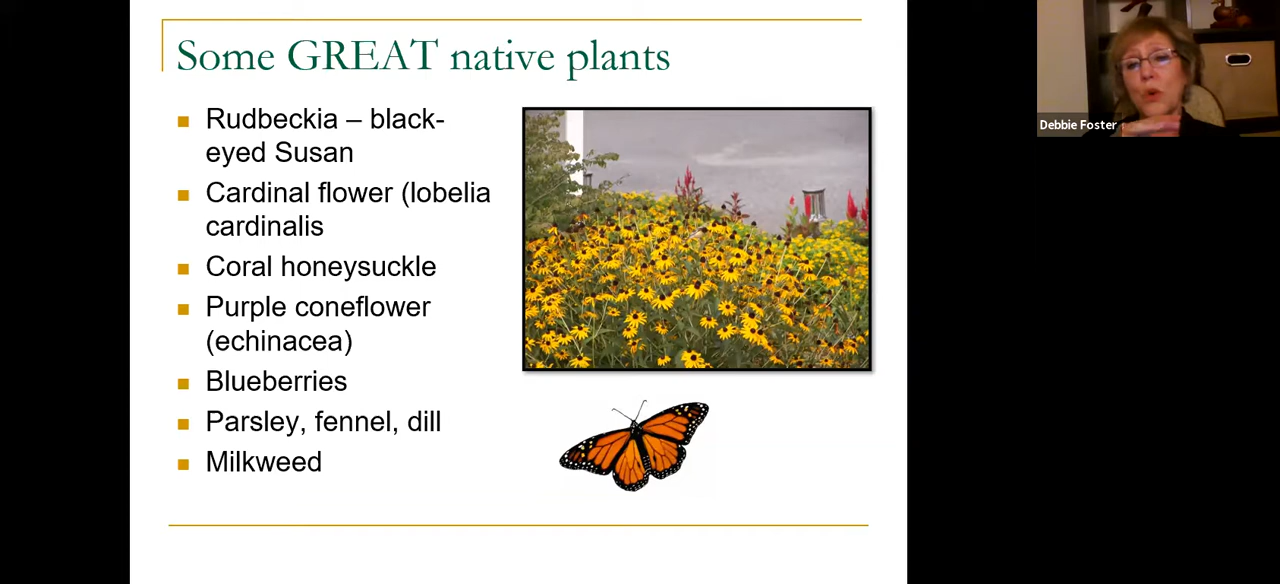 Some GREAT native plants
Rudbeckia – black-
eyed Susan
Cardinal flower (lobelia
cardinalis
Coral honeysuckle
Purple coneflower
(echinacea)
Blueberries
Parsley, fennel, dill
Milkweed
Debbie Foster